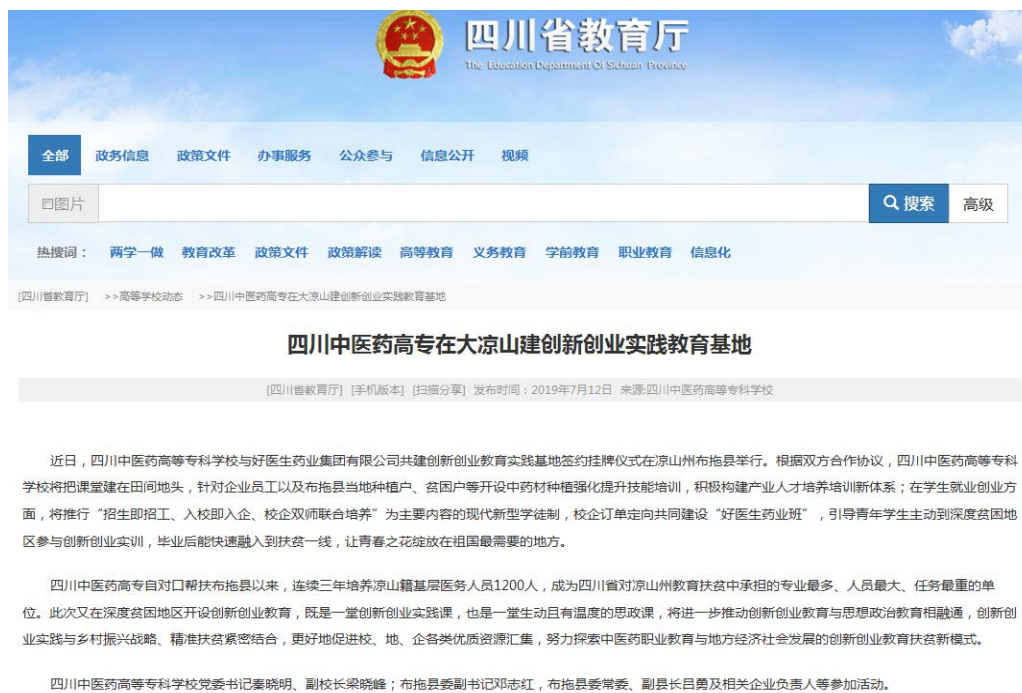 四川省教育厅
The Education Department Of Sichuan Province
全部 政务信息 政策文件 办事服务 公众参与 信息公开 视频
图片 搜索 高级
热搜词： 两学一做 教育改革 政策文件 政策解读 高等教育 义务教育 学前教育 职业教育 信息化
[四川省教育厅] >>高等学校动态 >>四川中医药高专在大凉山建创新创业实践教育基地
四川中医药高专在大凉山建创新创业实践教育基地
[四川省教育厅] [手机版本] [扫描分享] 发布时间：2019年7月12日 来源:四川中医药高等专科学校
近日，四川中医药高等专科学校与好医生药业集团有限公司共建创新创业教育实践基地签约挂牌仪式在凉山州布拖县举行。根据双方合作协议，四川中医药高等专科
学校将把课堂建在田间地头，针对企业员工以及布拖县当地种植户、贫困户等开设中药材种植强化提升技能培训，积极构建产业人才培养培训新体系；在学生就业创业方
面，将推行“招生即招工、入校即入企、校企双师联合培养”为主要内容的现代新型学徒制，校企订单定向共同建设“好医生药业班”，引导青年学生主动到深度贫困地
区参与创新创业实训，毕业后能快速融入到扶贫一线，让青春之花绽放在祖国最需要的地方。
四川中医药高专自对口帮扶布拖县以来，连续三年培养凉山籍基层医务人员1200人，成为四川省对凉山州教育扶贫中承担的专业最多、人员最大、任务最重的单
位。此次又在深度贫困地区开设创新创业教育，既是一堂创新创业实践课，也是一堂生动且有温度的思政课，将进一步推动创新创业教育与思想政治教育相融通，创新创
业实践与乡村振兴战略、精准扶贫紧密结合，更好地促进校、地、企各类优质资源汇集，努力探索中医药职业教育与地方经济社会发展的创新创业教育扶贫新模式。
四川中医药高等专科学校党委书记秦晓明、副校长梁晓峰；布拖县委副书记邓志红，布拖县委常委、副县长吕勇及相关企业负责人等参加活动。